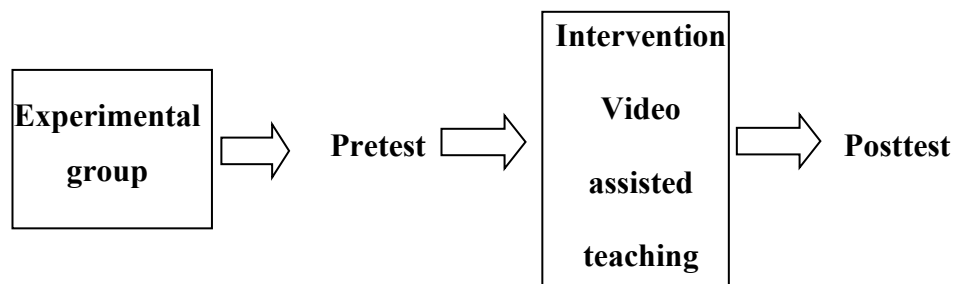 Experimental
group
Pretest
Intervention
Video
assisted
teaching
Posttest